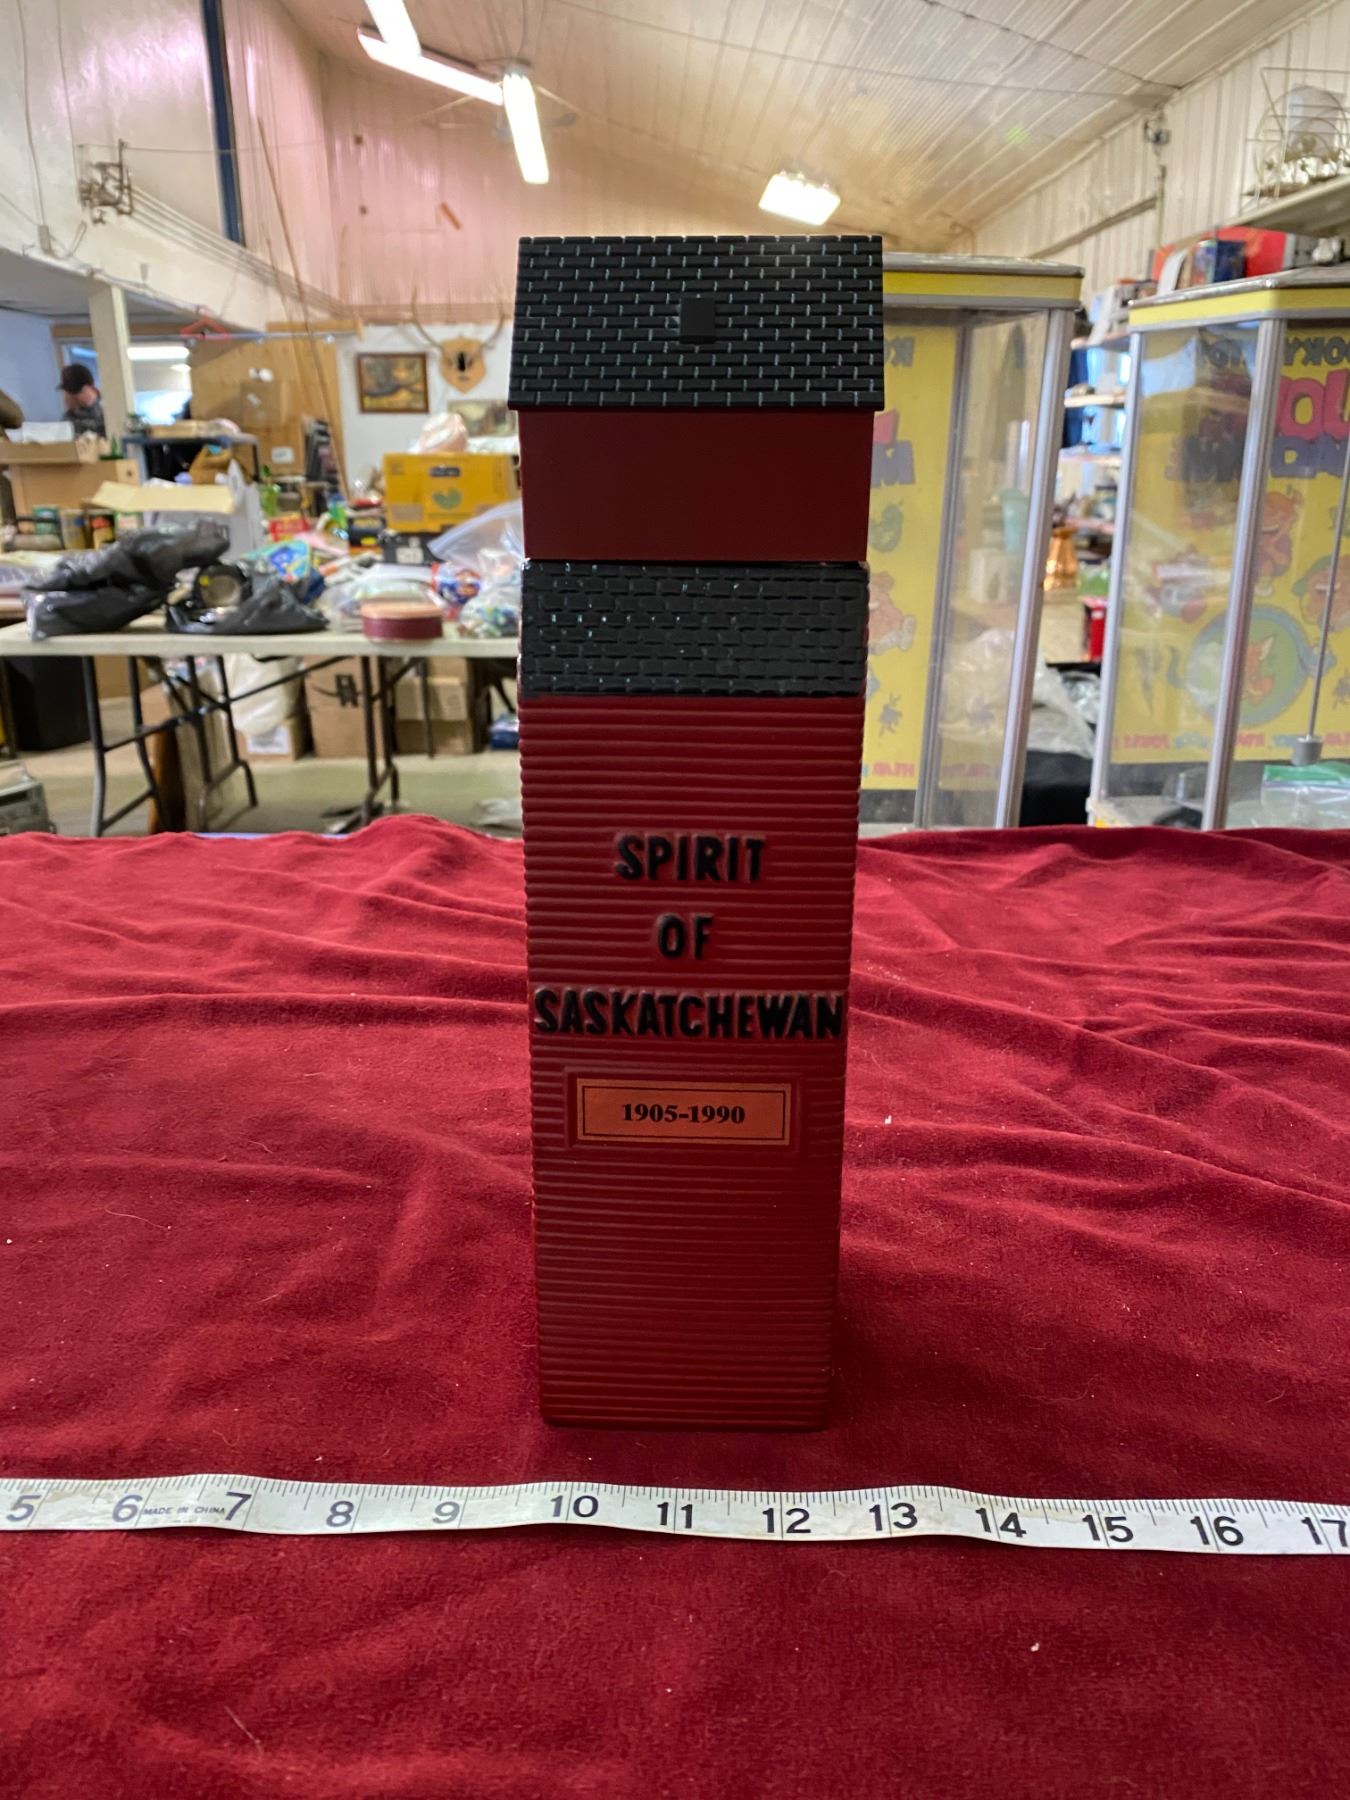 SPIRIT
OF
SASKATCHEWAN
1905-1990
5 6 MADE IN CHINA 7 8 9 10 11 12 13 14 15 16 17